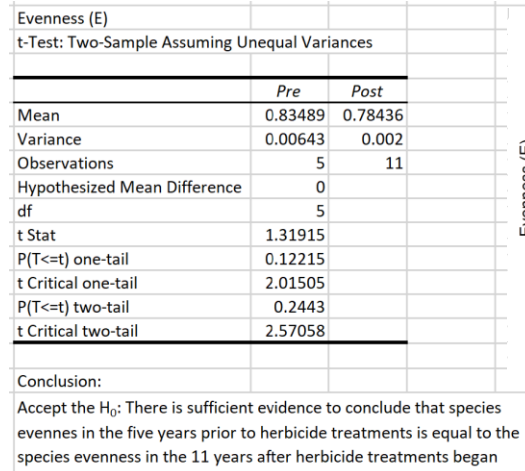 Evenness (E)
t-Test: Two-Sample Assuming Unequal Variances
Pre Post
Mean 0.83489 0.78436
Variance 0.00643 0.002
Observations 5 11
Hypothesized Mean Difference 0
df 5
t Stat 1.31915
P(T<=t) one-tail 0.12215
t Critical one-tail 2.01505
P(T<=t) two-tail 0.2443
t Critical two-tail 2.57058
Conclusion:
Accept the H₀: There is sufficient evidence to conclude that species
evennes in the five years prior to herbicide treatments is equal to the
species evenness in the 11 years after herbicide treatments began